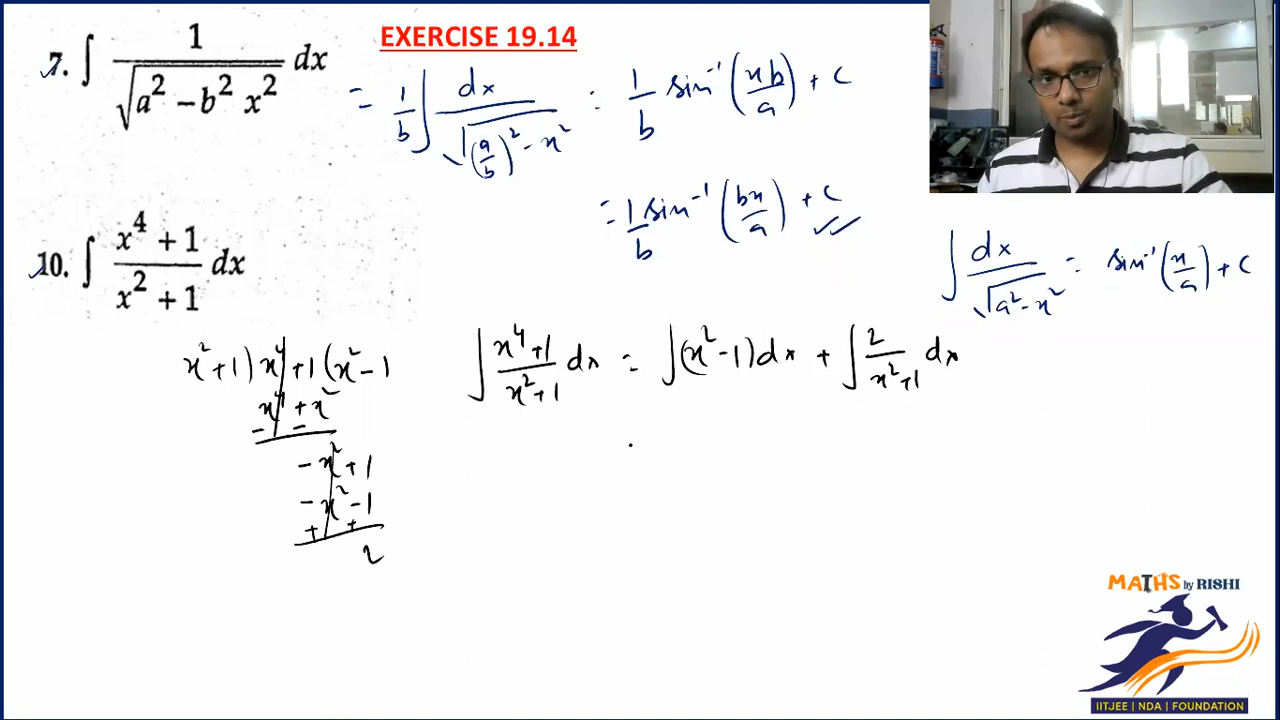 EXERCISE 19.14
7. ∫ 1/√(a² − b² x²) dx
= 1/b ∫ dx/√((a/b)² − x²) = 1/b sin⁻¹(xb/a) + c
= 1/b sin⁻¹(bx/a) + c
10. ∫ (x⁴ + 1)/(x² + 1) dx
∫ dx/√(a² − x²) = sin⁻¹(x/a) + c
x² + 1) x⁴ + 1 (x² − 1
x⁴ + x²
− −
− x² + 1
− x² − 1
+ +
2
∫ (x⁴ + 1)/(x² + 1) dx = ∫(x² − 1)dx + ∫ 2/(x² + 1) dx
MATHS by RISHI
IITJEE | NDA | FOUNDATION